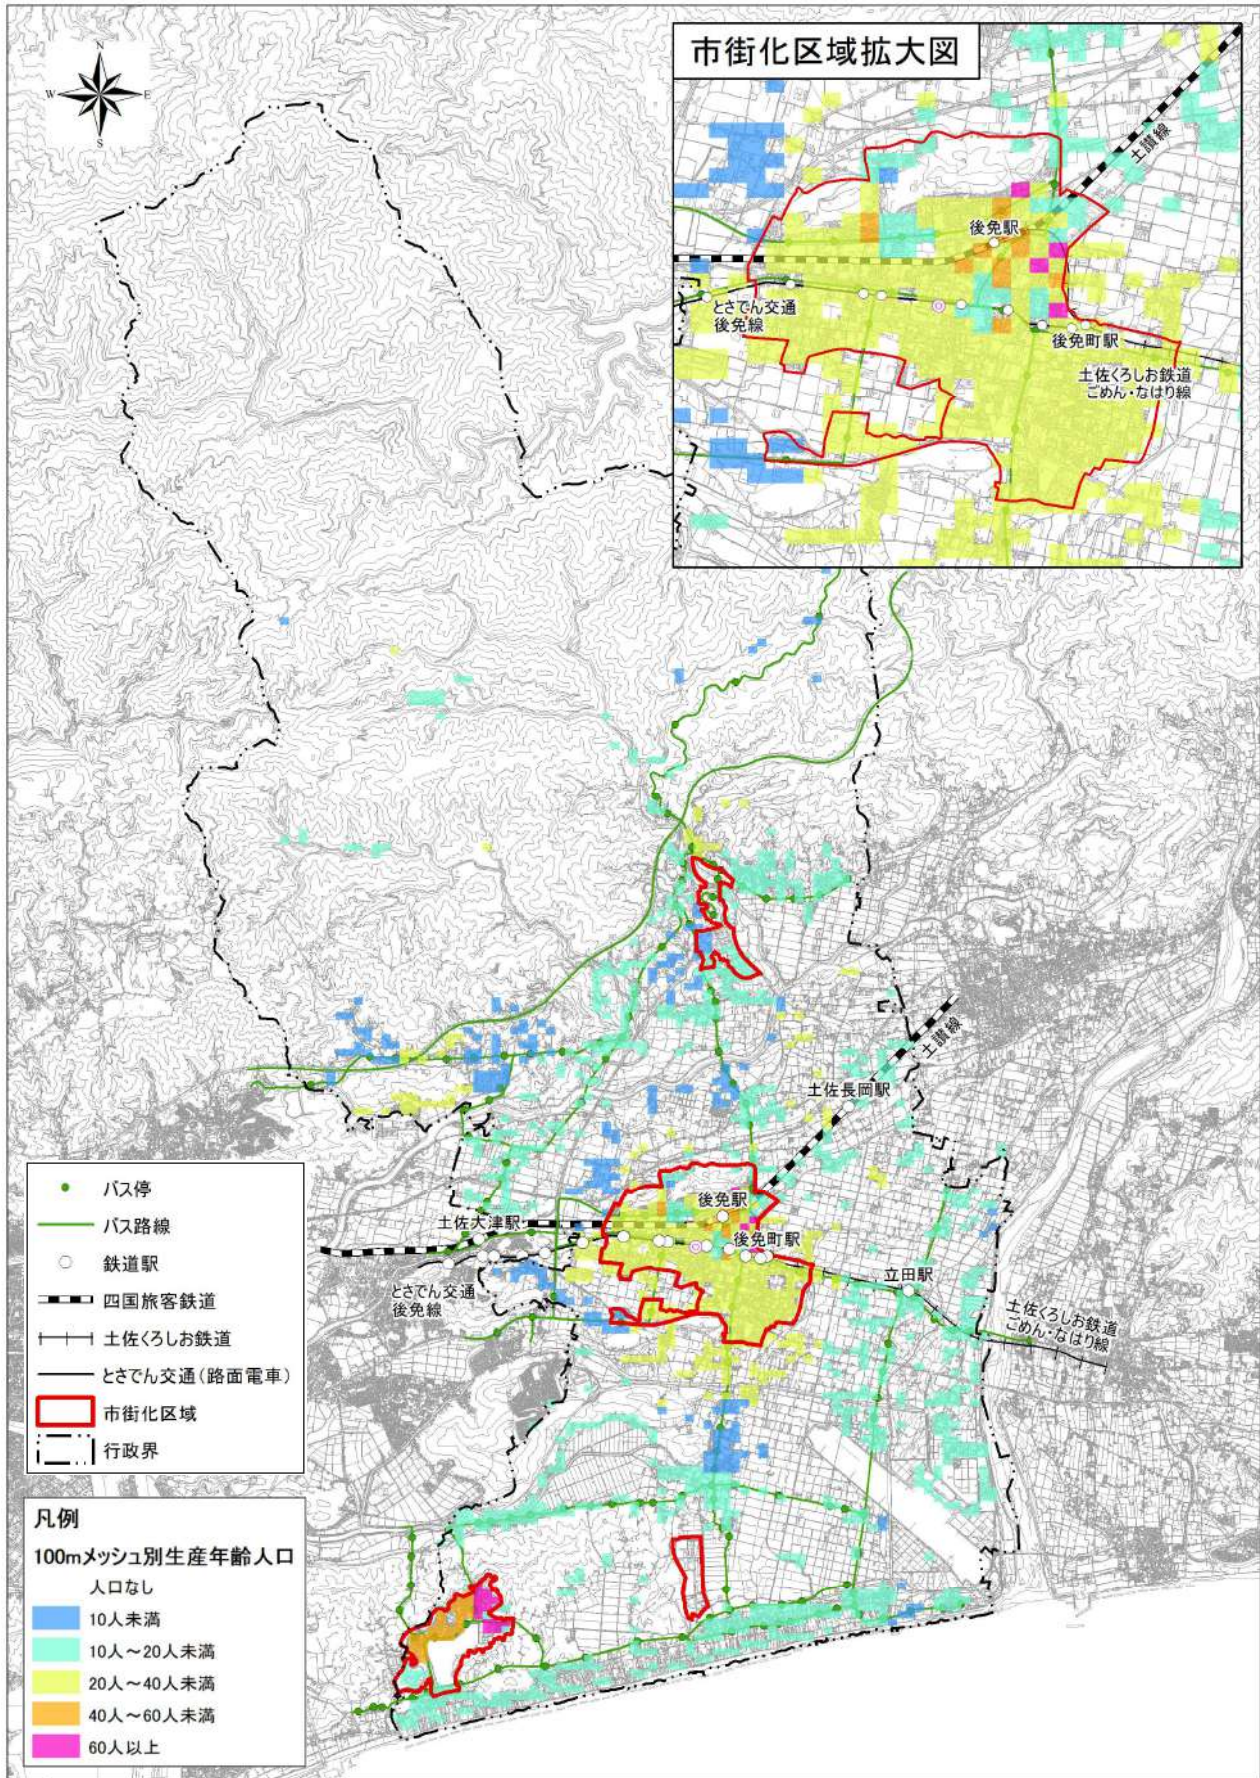 N
W
E
S
市街化区域拡大図
土讃線
後免駅
とさでん交通
後免線
後免町駅
土佐くろしお鉄道
ごめん・なはり線
土讃線
土佐長岡駅
後免駅
土佐大津駅
後免町駅
とさでん交通
後免線
立田駅
土佐くろしお鉄道
ごめん・なはり線
バス停
バス路線
鉄道駅
四国旅客鉄道
土佐くろしお鉄道
とさでん交通(路面電車)
市街化区域
行政界
凡例
100mメッシュ別生産年齢人口
人口なし
10人未満
10人～20人未満
20人～40人未満
40人～60人未満
60人以上